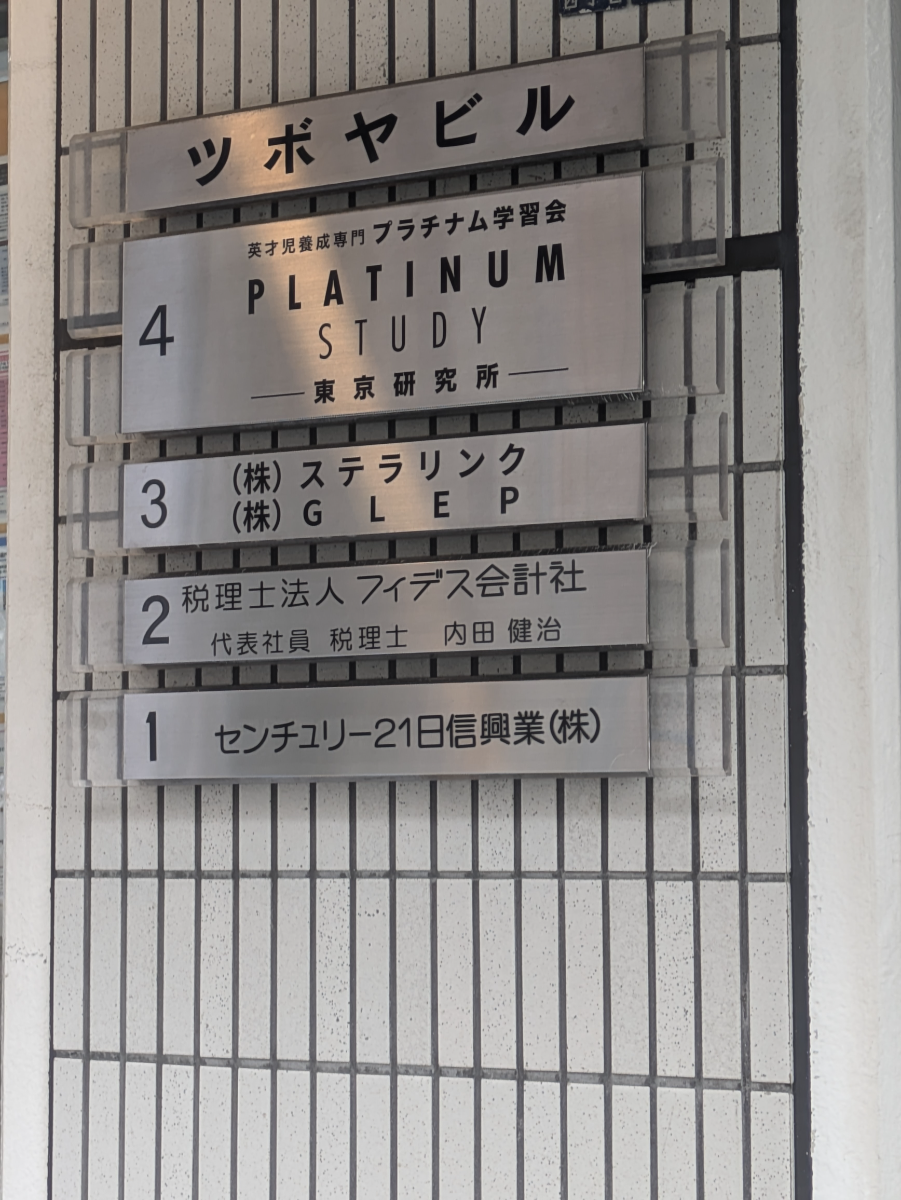 ツボヤビル
英才児養成専門 プラチナム学習会
PLATINUM
4
STUDY
東京研究所
3
(株)ステラリンク
(株)GLEP
2
税理士法人 フィデス会計社
代表社員 税理士 内田 健治
1 センチュリー21日信興業(株)